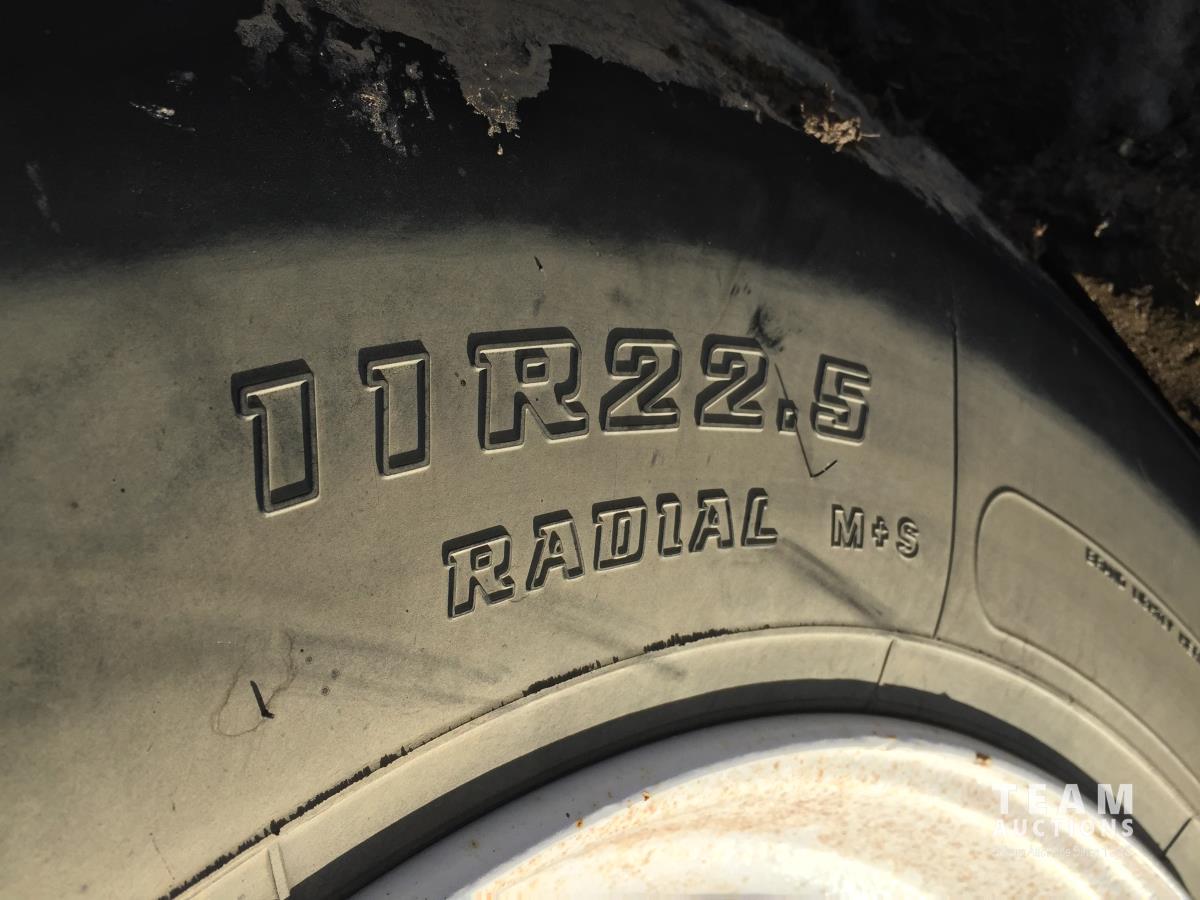 11R22.5
RADIAL M+S
TEAM
AUCTIONS